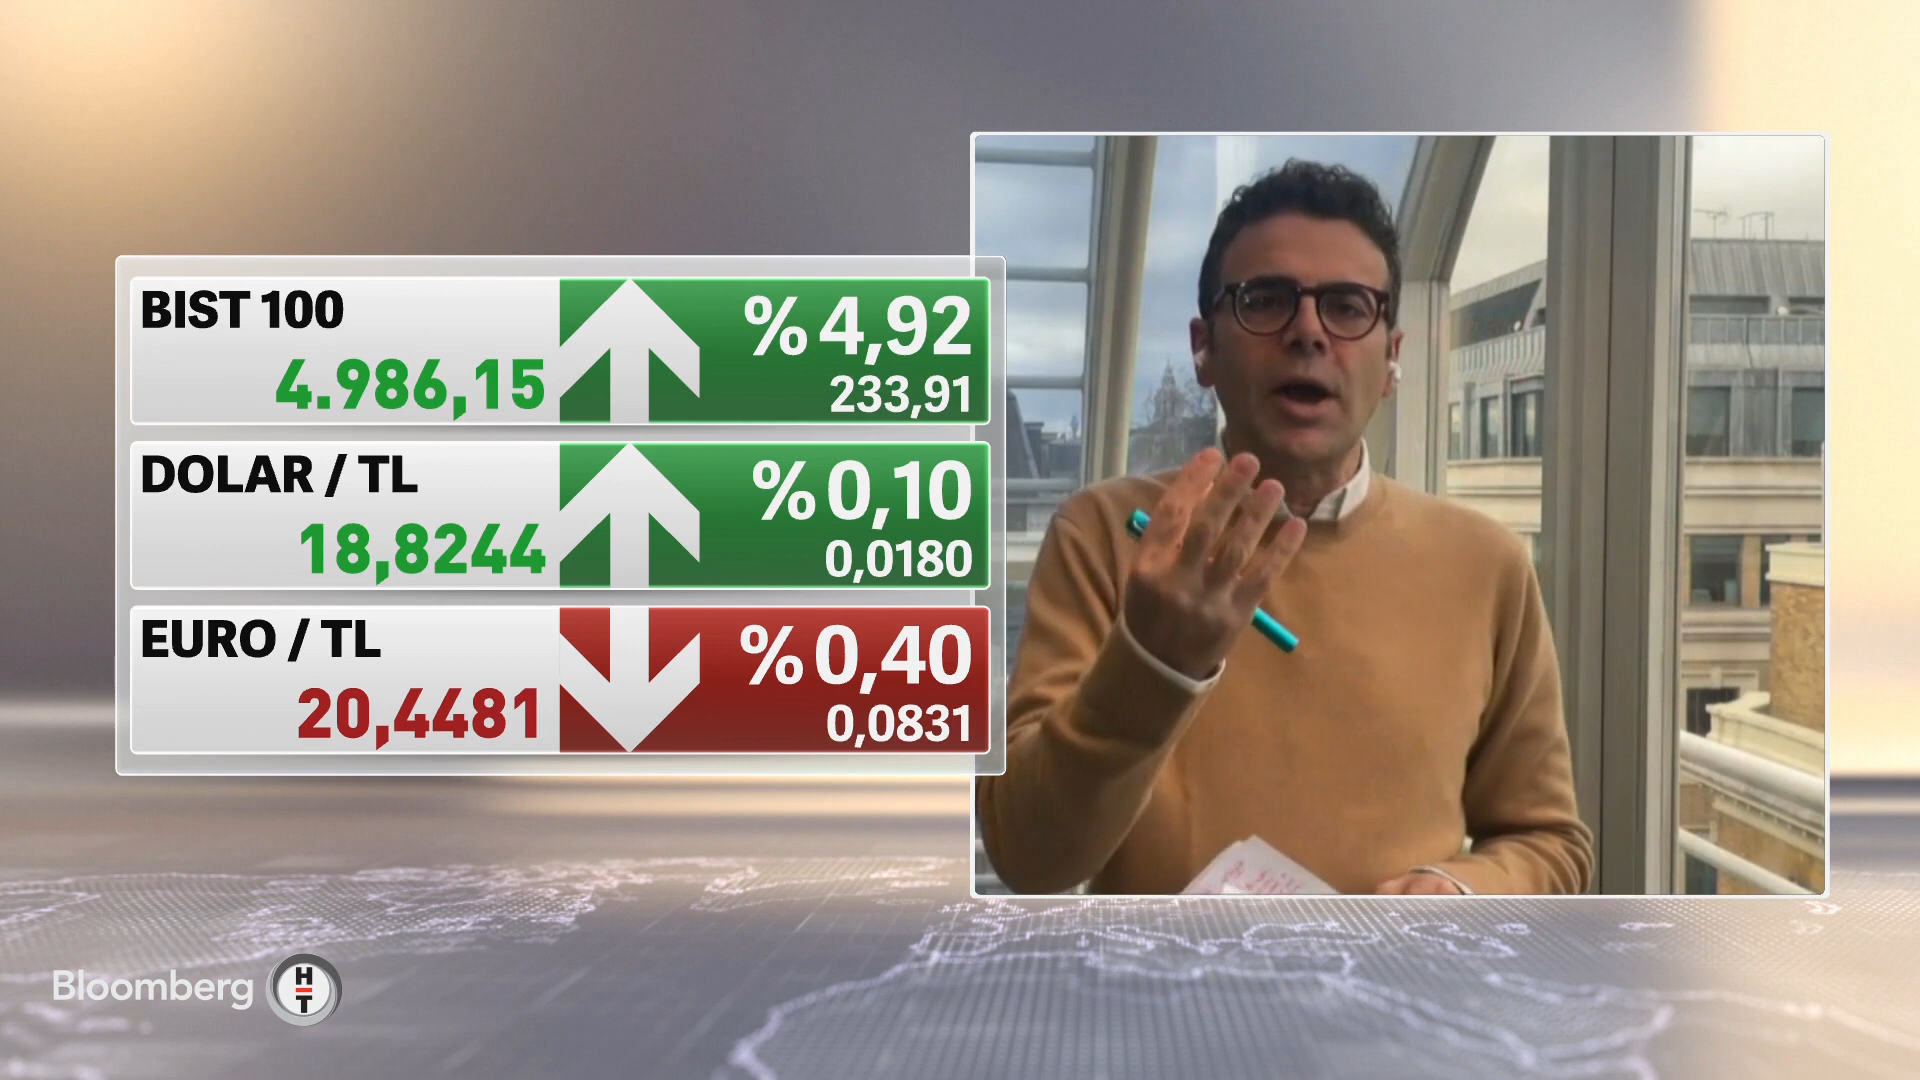 BIST 100
4.986,15
%4,92
233,91
DOLAR / TL
18,8244
%0,10
0,0180
EURO / TL
20,4481
%0,40
0,0831
Bloomberg HT